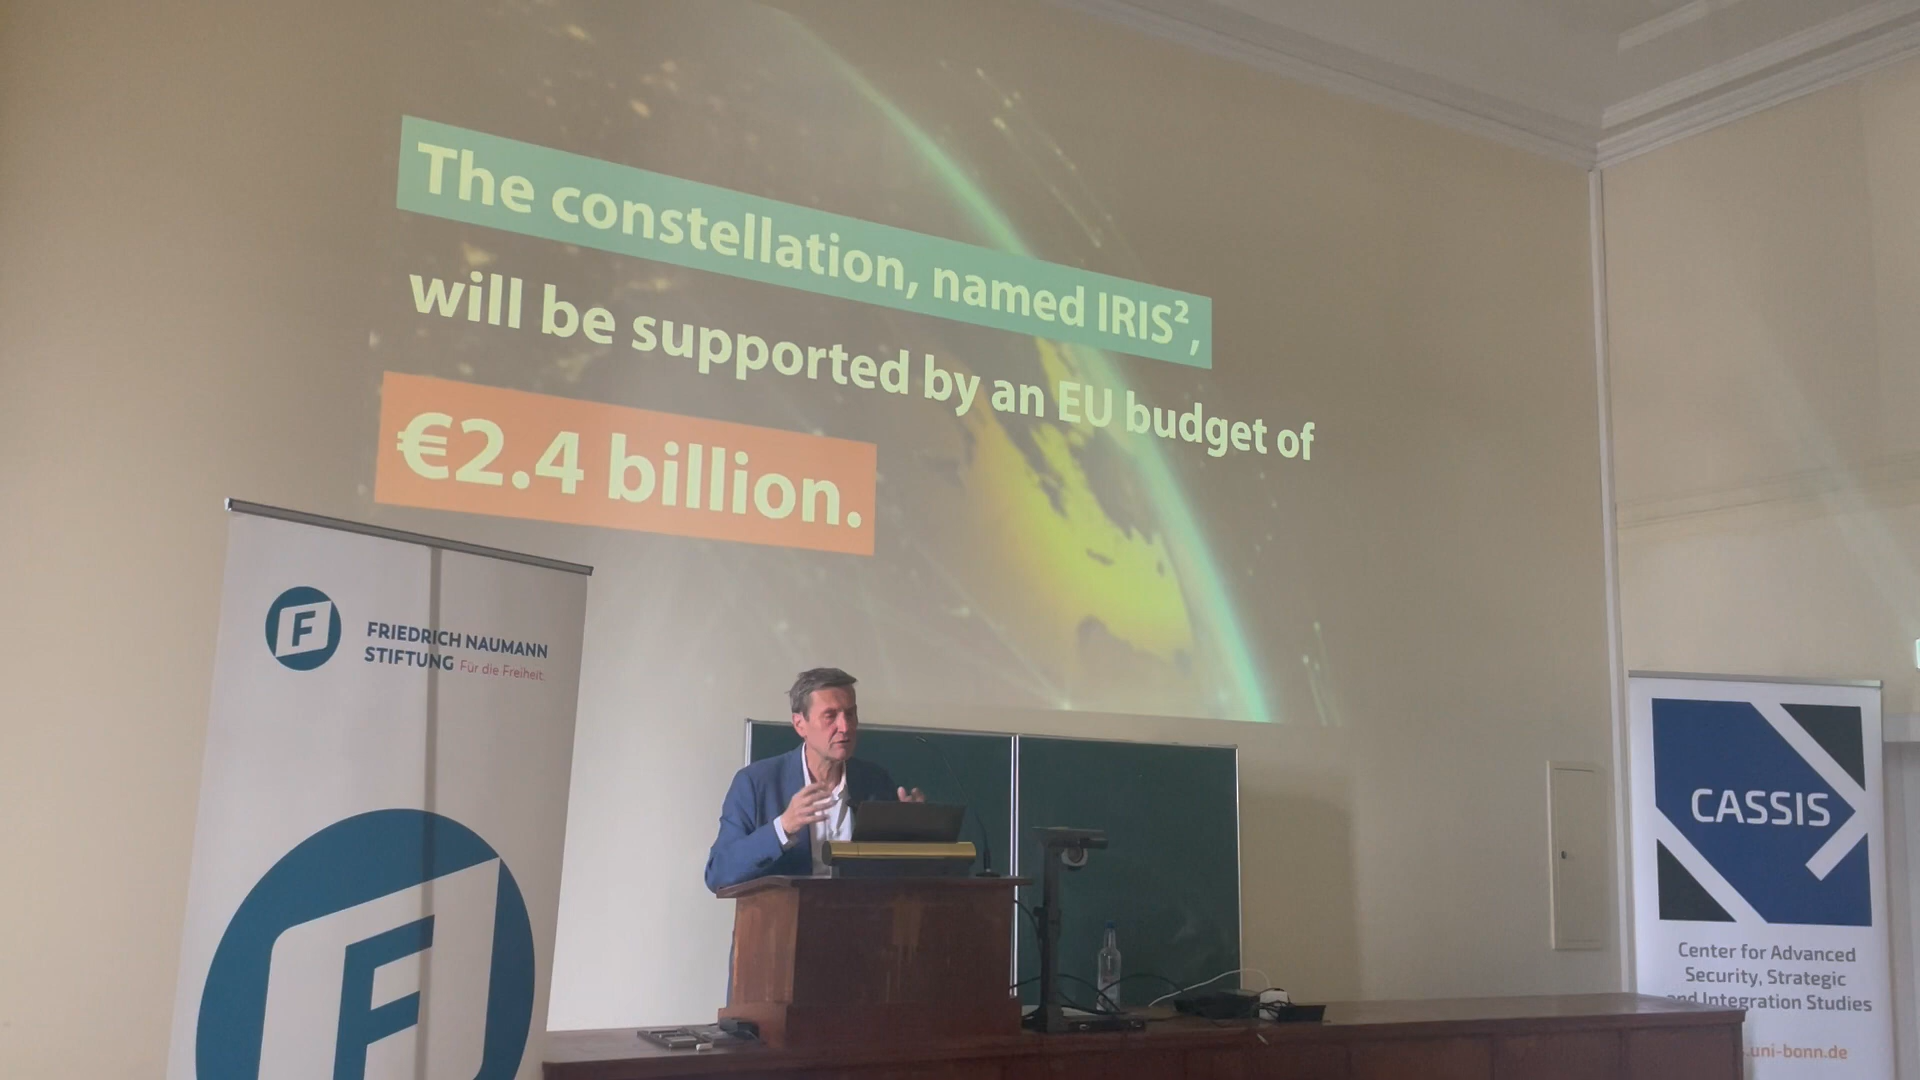 The constellation, named IRIS²,
will be supported by an EU budget of
€2.4 billion.
F
FRIEDRICH NAUMANN
STIFTUNG Für die Freiheit
F
CASSIS
Center for Advanced
Security, Strategic
and Integration Studies
.uni-bonn.de